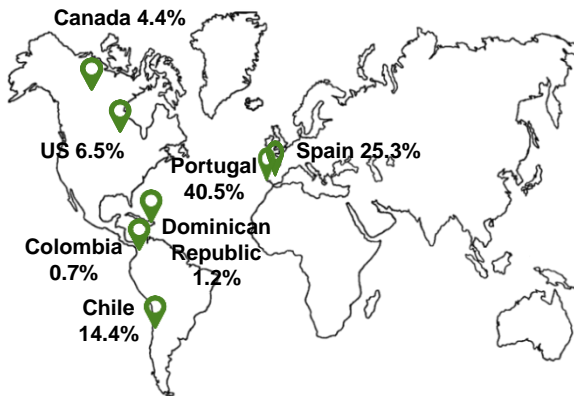 Canada 4.4%
US 6.5%
Portugal
40.5%
Spain 25.3%
Dominican
Republic
1.2%
Colombia
0.7%
Chile
14.4%